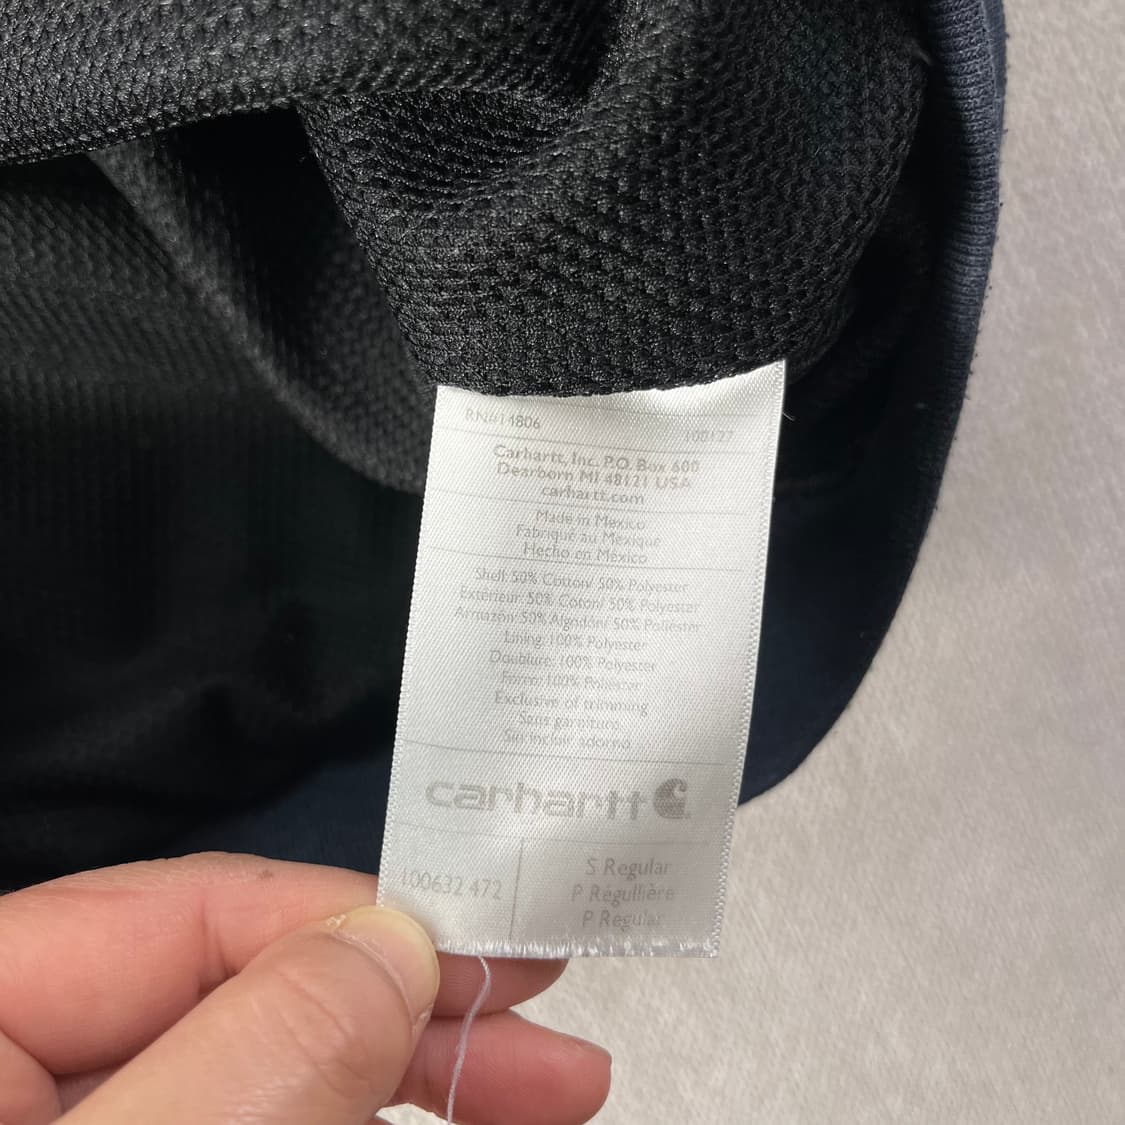 RN#14806
100127
Carhartt, Inc. P.O. Box 600
Dearborn MI 48121 USA
carhartt.com
Made in Mexico
Fabriqué au Mexique
Hecho en México
Shell: 50% Cotton/ 50% Polyester
Extérieur: 50% Coton/ 50% Polyester
Armazón: 50% Algodón/ 50% Poliéster
Lining: 100% Polyester
Doublure: 100% Polyester
Forro: 100% Poliéster
Exclusive of trimming
Sans garniture
Sin incluir adorno
carhartt
100632 472
S Regular
P Régullière
P Regular